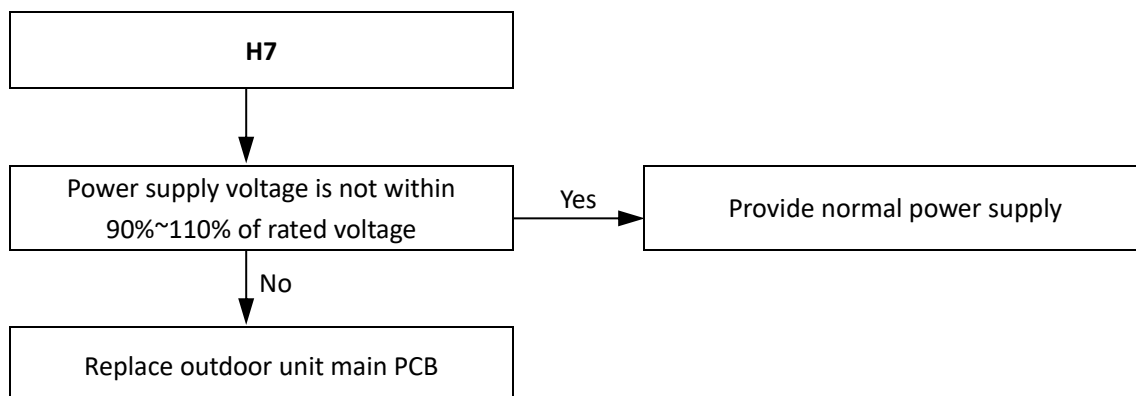 H7
Power supply voltage is not within
90%~110% of rated voltage
Yes
Provide normal power supply
No
Replace outdoor unit main PCB